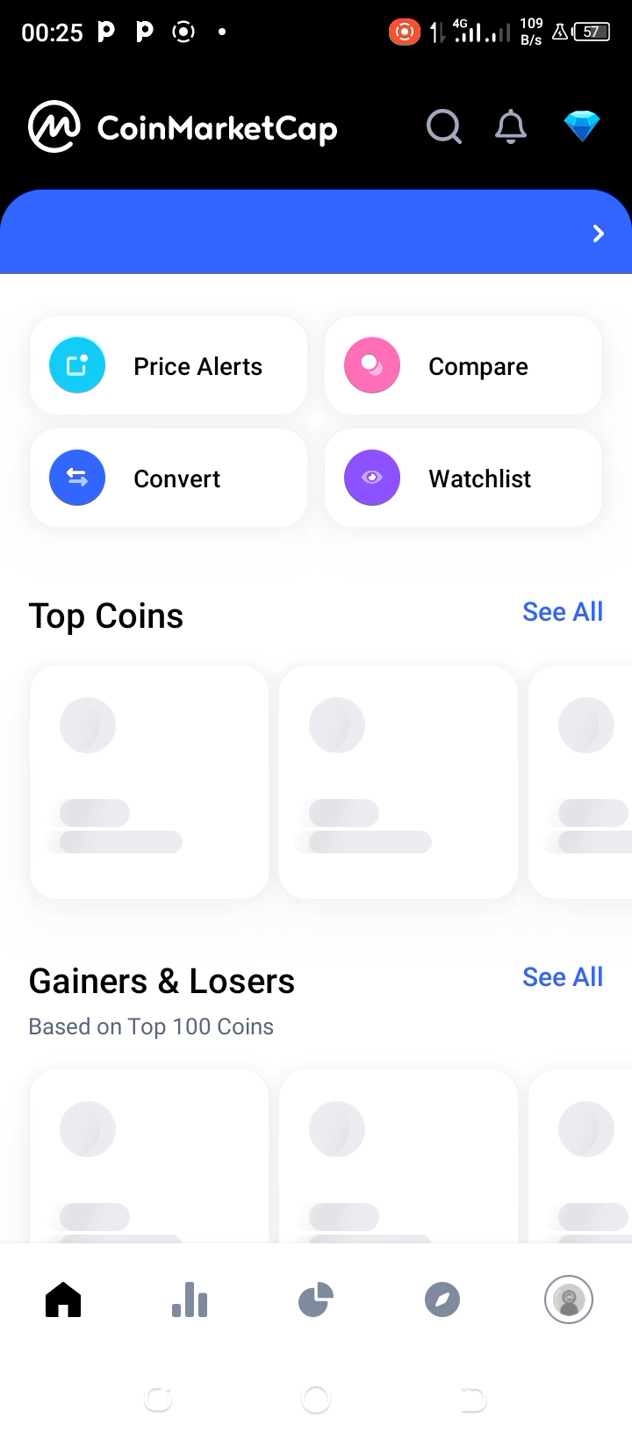 00:25 4G 109 B/s 57
CoinMarketCap
Price Alerts
Compare
Convert
Watchlist
Top Coins
See All
Gainers & Losers
See All
Based on Top 100 Coins